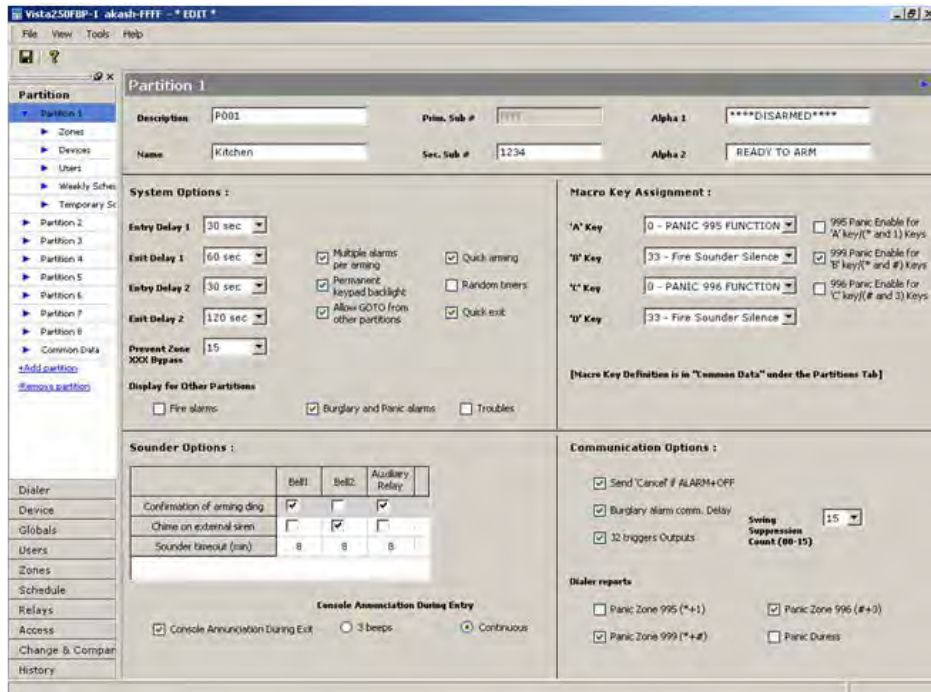 Vista250FBP-1 akash-FFFF - * EDIT *
File View Tools Help
Partition
Partition 1
Zones
Devices
Users
Weekly Sches
Temporary Sc
Partition 2
Partition 3
Partition 4
Partition 5
Partition 6
Partition 7
Partition 8
Common Data
+Add partition
-Remove partition
Dialer
Device
Globals
Users
Zones
Schedule
Relays
Access
Change & Compar
History
Partition 1
Description P001 Prim. Sub # FFFF Alpha 1 ****DISARMED****
Name Kitchen Sec. Sub # 1234 Alpha 2 READY TO ARM
System Options :
Entry Delay 1 30 sec
Exit Delay 1 60 sec
Entry Delay 2 30 sec
Exit Delay 2 120 sec
Prevent Zone
XXX Bypass 15
Multiple alarms
per arming
Permanent
keypad backlight
Allow GOTO from
other partitions
Quick arming
Random timers
Quick exit
Display for Other Partitions
Fire alarms Burglary and Panic alarms Troubles
Macro Key Assignment :
'A' Key 0 - PANIC 995 FUNCTION
995 Panic Enable for
'A' key/(* and 1) Keys
'B' Key 33 - Fire Sounder Silence
999 Panic Enable for
'B' key/(* and #) Keys
'C' Key 0 - PANIC 996 FUNCTION
996 Panic Enable for
'C' key/(# and 3) Keys
'D' Key 33 - Fire Sounder Silence
[Macro Key Definition is in "Common Data" under the Partitions Tab]
Sounder Options :
Bell1 Bell2 Auxiliary
Relay
Confirmation of arming ding
Chime on external siren
Sounder timeout (min) 8 8 8
Console Annunciation During Entry
Console Annunciation During Exit 3 beeps Continuous
Communication Options :
Send 'Cancel' if ALARM+OFF
Burglary alarm comm. Delay
32 triggers Outputs
Swing
Suppression
Count (00-15) 15
Dialer reports
Panic Zone 995 (*+1) Panic Zone 996 (#+3)
Panic Zone 999 (*+#) Panic Duress